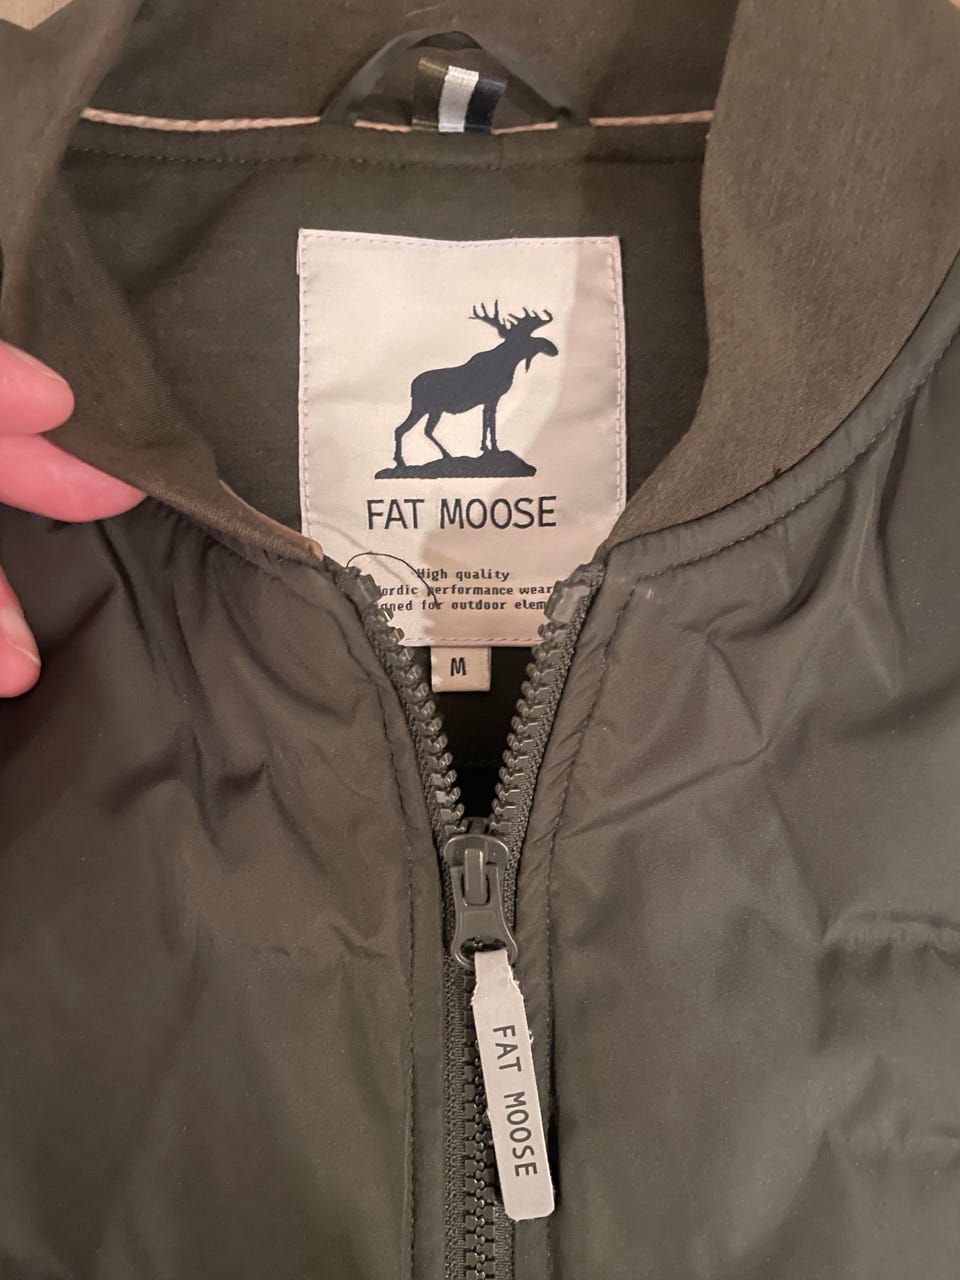 FAT MOOSE
High quality
performance wear
for outdoor
M
FAT MOOSE